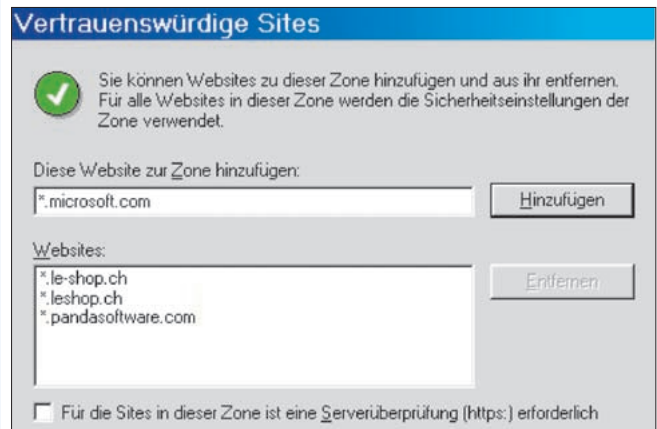 Vertrauenswürdige Sites
Sie können Websites zu dieser Zone hinzufügen und aus ihr entfernen.
Für alle Websites in dieser Zone werden die Sicherheitseinstellungen der
Zone verwendet.
Diese Website zur Zone hinzufügen:
*.microsoft.com
Hinzufügen
Websites:
*.le-shop.ch
*.leshop.ch
*.pandasoftware.com
Entfernen
Für die Sites in dieser Zone ist eine Serverüberprüfung (https:) erforderlich